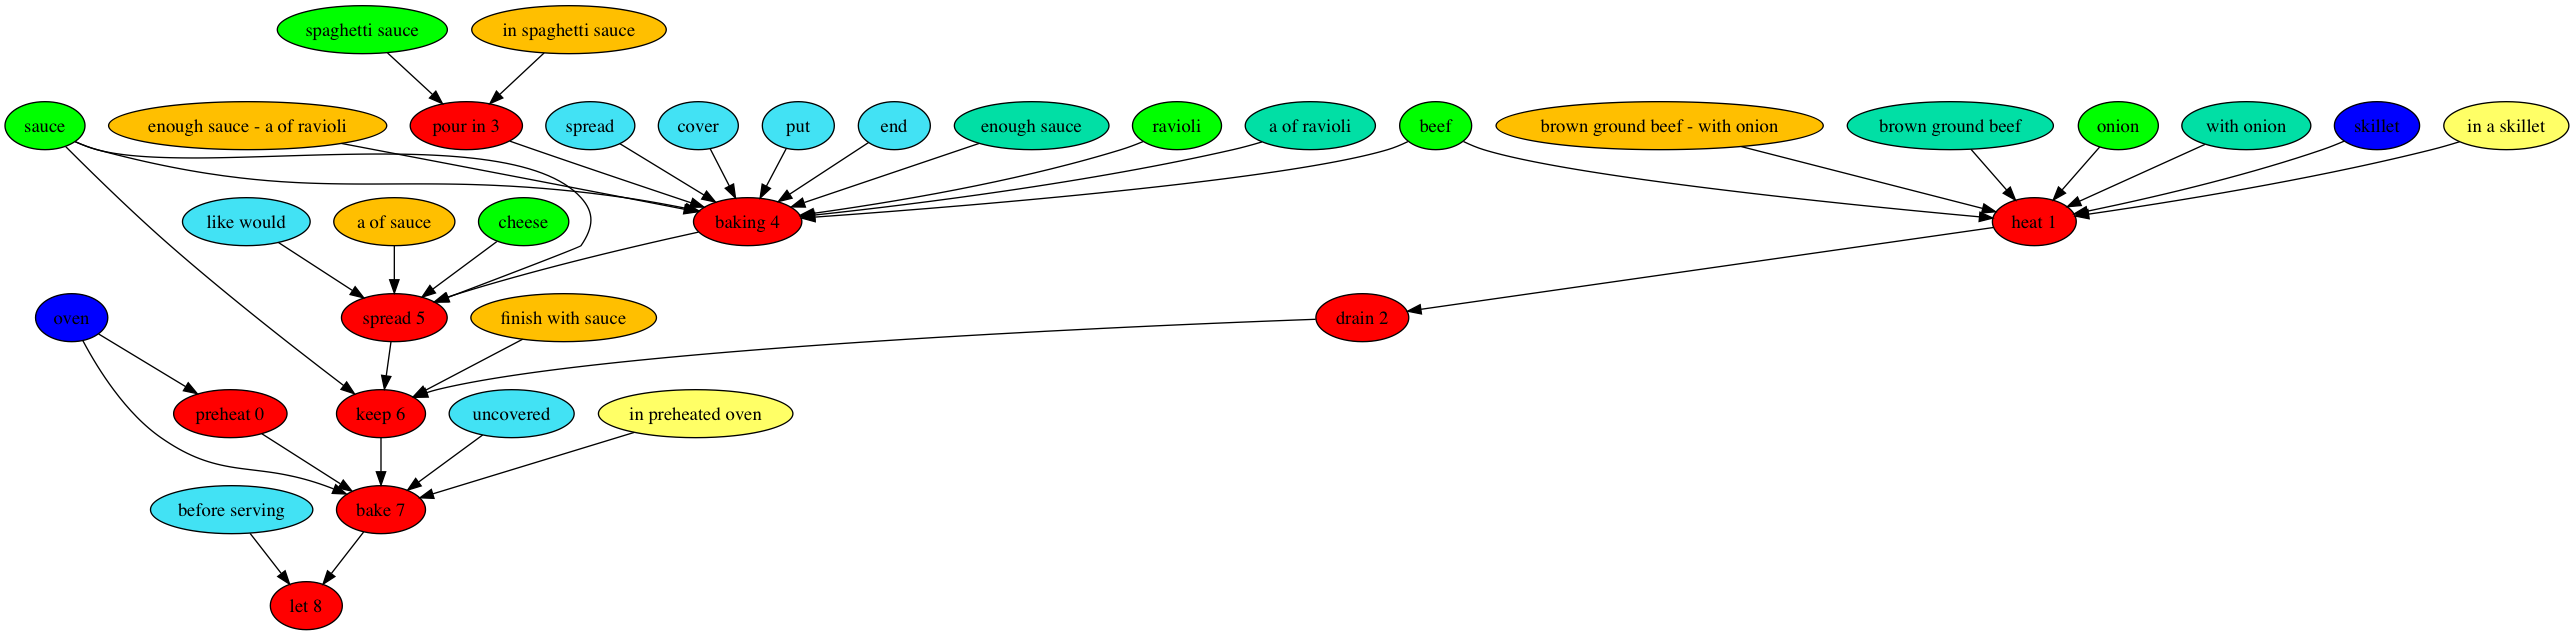 spaghetti sauce
in spaghetti sauce
sauce
enough sauce - a of ravioli
pour in 3
spread
cover
put
end
enough sauce
ravioli
a of ravioli
beef
brown ground beef - with onion
brown ground beef
onion
with onion
skillet
in a skillet
like would
a of sauce
cheese
baking 4
heat 1
oven
spread 5
finish with sauce
drain 2
preheat 0
keep 6
uncovered
in preheated oven
before serving
bake 7
let 8